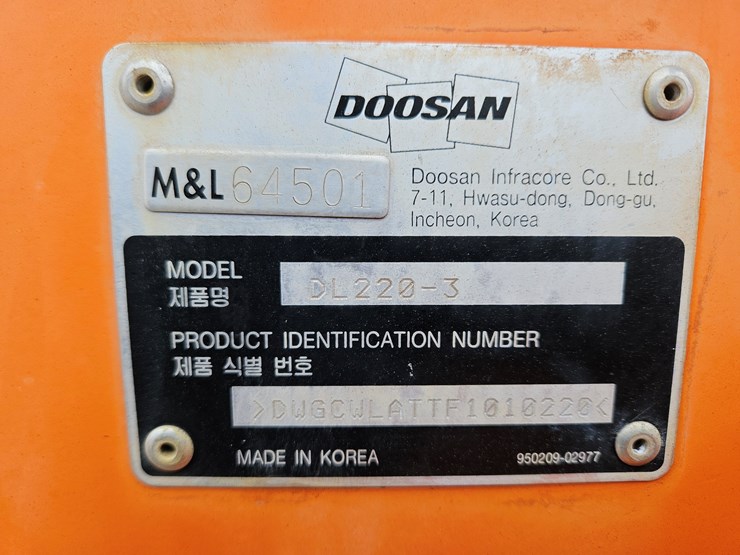 DOOSAN
M&L 64501
Doosan Infracore Co., Ltd.
7-11, Hwasu-dong, Dong-gu,
Incheon, Korea
MODEL DL220-3
제품명
PRODUCT IDENTIFICATION NUMBER
제품 식별 번호
>DWGCWLATTF1010220<
MADE IN KOREA 950209-02977